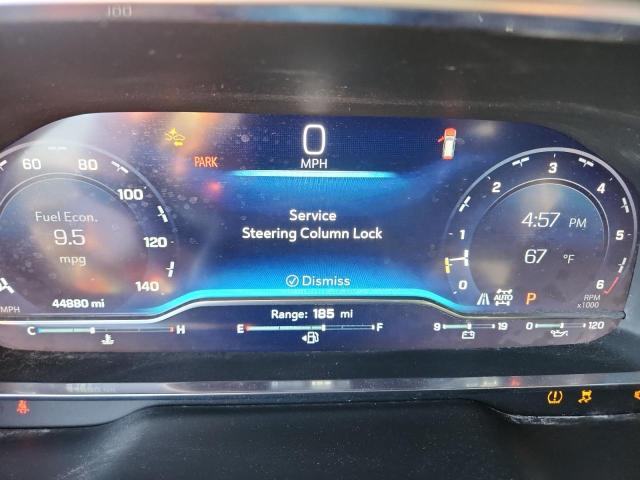 100
0
MPH
PARK
60 80 100 120 140
Fuel Econ.
9.5
mpg
MPH
44880 mi
Service
Steering Column Lock
Dismiss
0 1 2 3 4 5 6
4:57 PM
67 °F
AUTO P
RPM
x1000
C H
E Range: 185 mi F
9 19
0 120